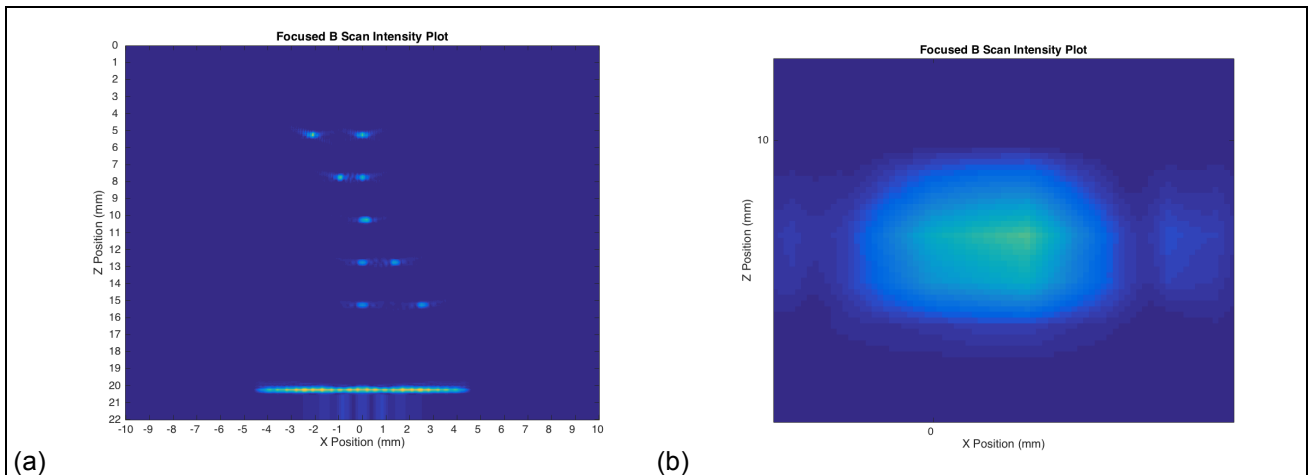 Focused B Scan Intensity Plot
0
1
2
3
4
5
6
7
8
9
10
11
12
13
14
15
16
17
18
19
20
21
22
Z Position (mm)
-10 -9 -8 -7 -6 -5 -4 -3 -2 -1 0 1 2 3 4 5 6 7 8 9 10
X Position (mm)
(a)
Focused B Scan Intensity Plot
10
Z Position (mm)
0
X Position (mm)
(b)